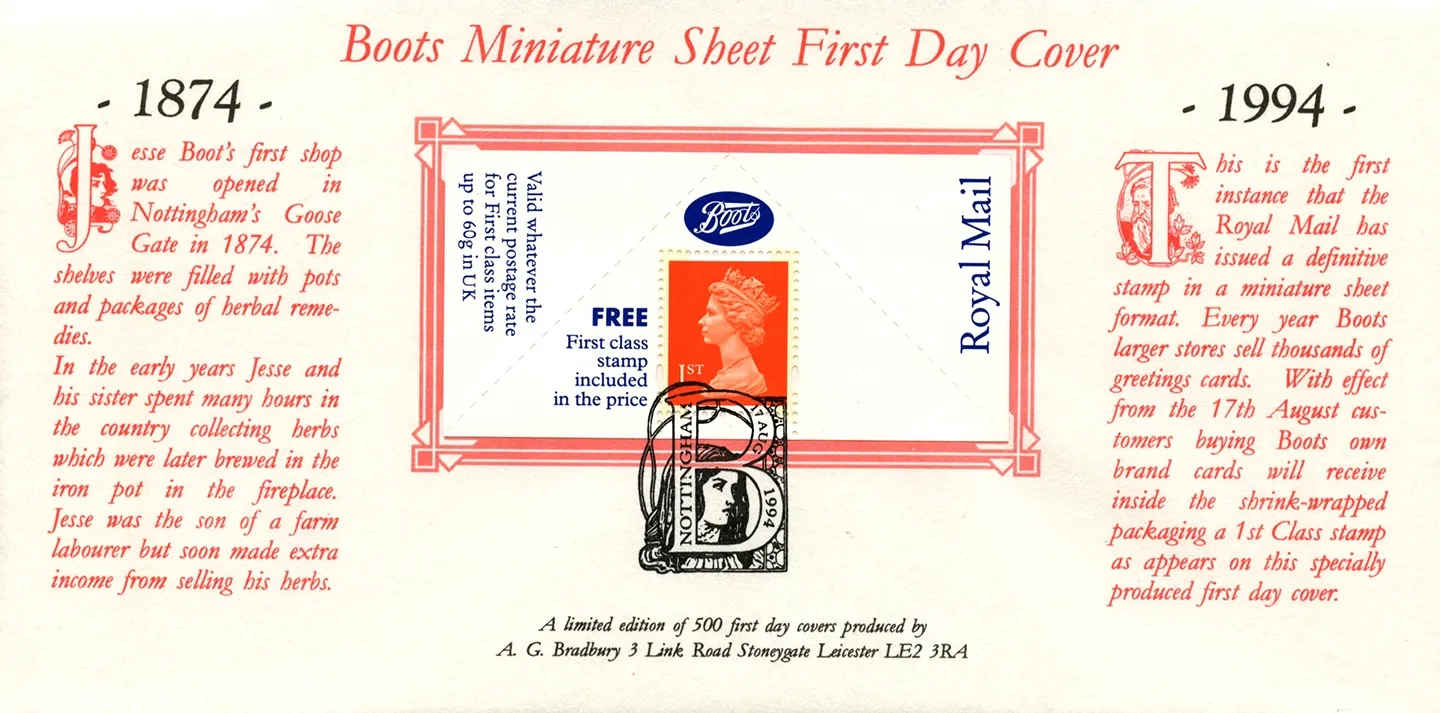 Boots Miniature Sheet First Day Cover
- 1874 -
Jesse Boot's first shop
was opened in
Nottingham's Goose
Gate in 1874. The
shelves were filled with pots
and packages of herbal reme-
dies.
In the early years Jesse and
his sister spent many hours in
the country collecting herbs
which were later brewed in the
iron pot in the fireplace.
Jesse was the son of a farm
labourer but soon made extra
income from selling his herbs.
Valid whatever the
current postage rate
for First class items
up to 60g in UK
Boots
FREE
First class
stamp
included
in the price
1ST
Royal Mail
NOTTINGHAM
B
17 AUG
1994
- 1994 -
This is the first
instance that the
Royal Mail has
issued a definitive
stamp in a miniature sheet
format. Every year Boots
larger stores sell thousands of
greetings cards. With effect
from the 17th August cus-
tomers buying Boots own
brand cards will receive
inside the shrink-wrapped
packaging a 1st Class stamp
as appears on this specially
produced first day cover.
A limited edition of 500 first day covers produced by
A. G. Bradbury 3 Link Road Stoneygate Leicester LE2 3RA